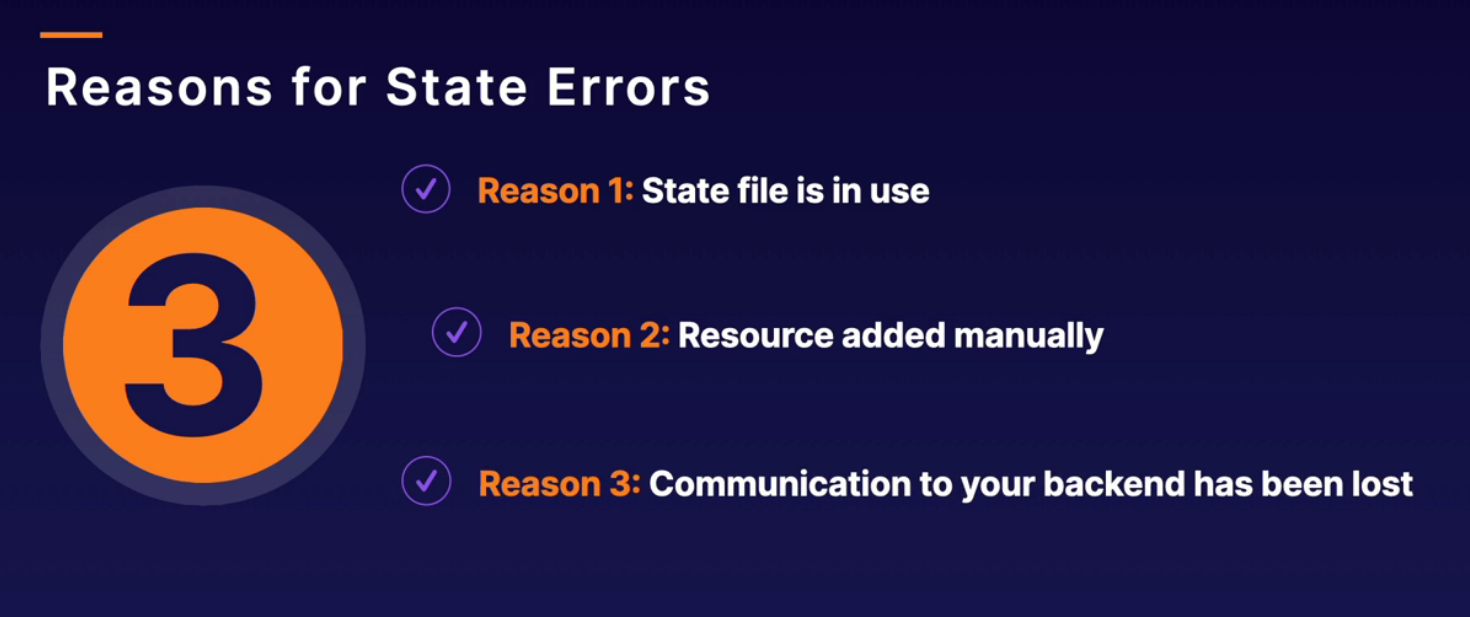 Reasons for State Errors
3
Reason 1: State file is in use
Reason 2: Resource added manually
Reason 3: Communication to your backend has been lost